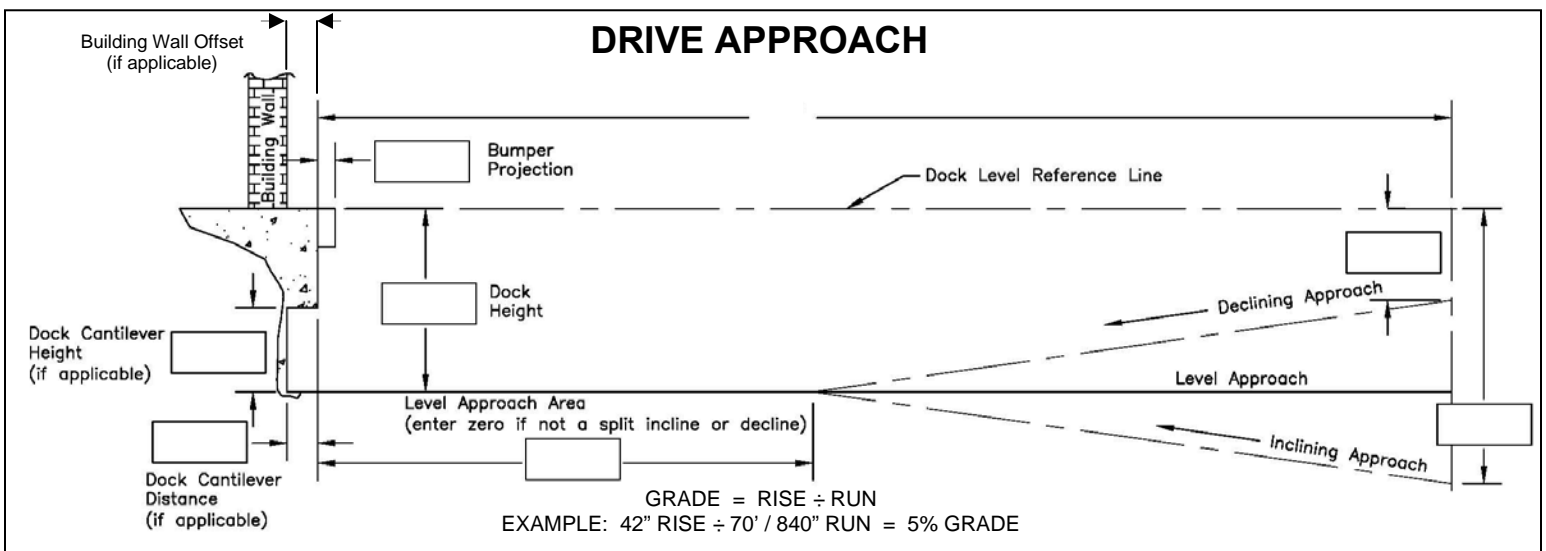 DRIVE APPROACH
Building Wall Offset
(if applicable)
Building Wall
Bumper
Projection
Dock Level Reference Line
Dock
Height
Declining Approach
Dock Cantilever
Height
(if applicable)
Level Approach
Level Approach Area
(enter zero if not a split incline or decline)
Inclining Approach
Dock Cantilever
Distance
(if applicable)
GRADE = RISE ÷ RUN
EXAMPLE: 42” RISE ÷ 70’ / 840” RUN = 5% GRADE